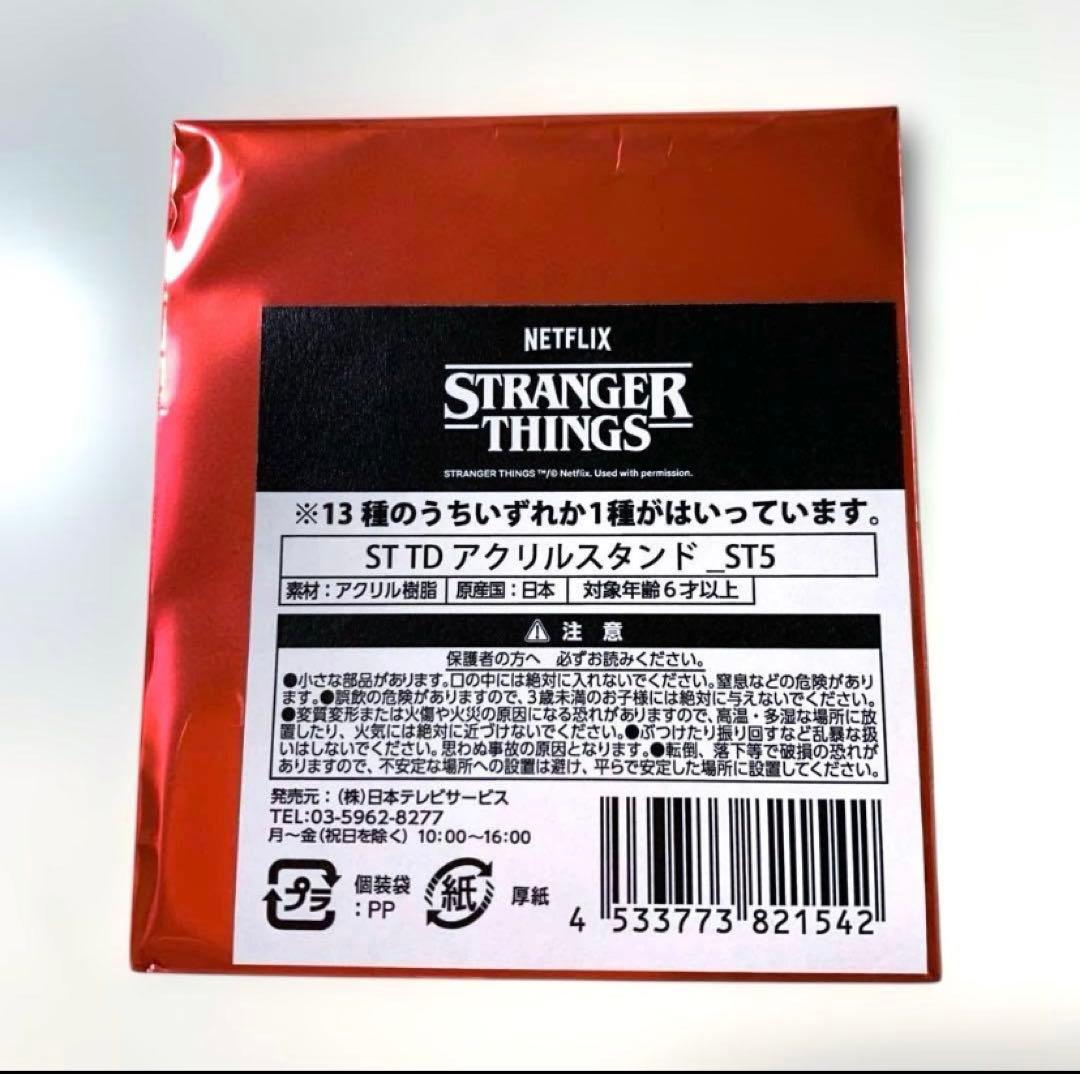 NETFLIX
STRANGER
THINGS
STRANGER THINGS ™/© Netflix. Used with permission.
※13 種のうちいずれか1種がはいっています。
ST TD アクリルスタンド _ST5
素材：アクリル樹脂 原産国：日本 対象年齢６才以上
注 意
保護者の方へ 必ずお読みください。
●小さな部品があります。口の中には絶対に入れないでください。窒息などの危険があり
ます。●誤飲の危険がありますので、３歳未満のお子様には絶対に与えないでください。
●変質変形または火傷や火災の原因になる恐れがありますので、高温・多湿な場所に放
置したり、火気には絶対に近づけないでください。●ぶつけたり振り回すなど乱暴な扱
いはしないでください。思わぬ事故の原因となります。●転倒、落下等で破損の恐れが
ありますので、不安定な場所への設置は避け、平らで安定した場所に設置してください。
発売元：（株）日本テレビサービス
TEL:03-5962-8277
月〜金（祝日を除く）10:00〜16:00
プラ 個装袋
：PP
紙 厚紙
4 533773 821542